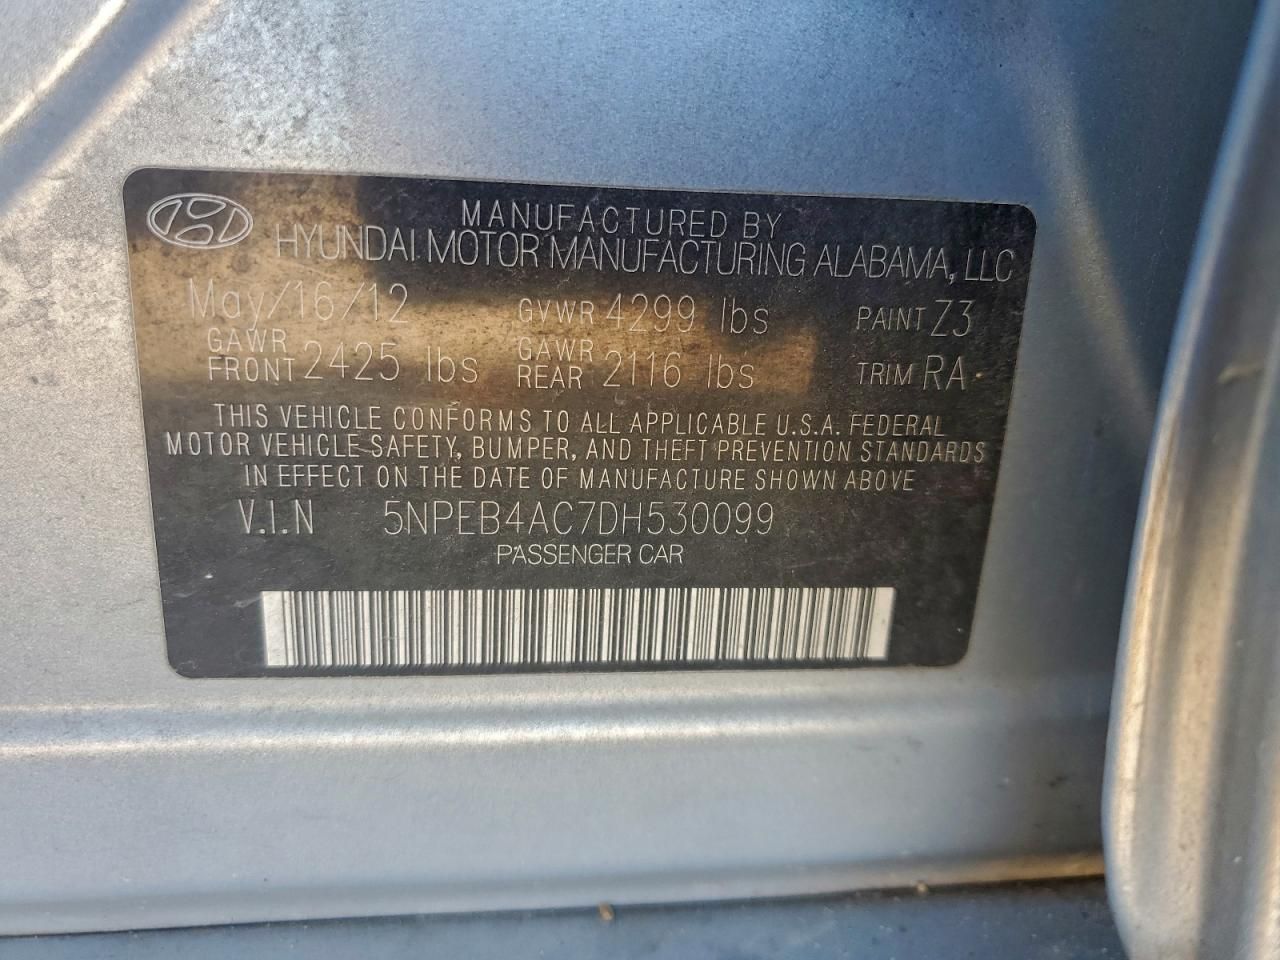 MANUFACTURED BY
HYUNDAI MOTOR MANUFACTURING ALABAMA, LLC
May/16/12 GVWR 4299 lbs PAINT Z3
GAWR FRONT 2425 lbs GAWR REAR 2116 lbs TRIM RA
THIS VEHICLE CONFORMS TO ALL APPLICABLE U.S.A. FEDERAL
MOTOR VEHICLE SAFETY, BUMPER, AND THEFT PREVENTION STANDARDS
IN EFFECT ON THE DATE OF MANUFACTURE SHOWN ABOVE
V.I.N 5NPEB4AC7DH530099
PASSENGER CAR